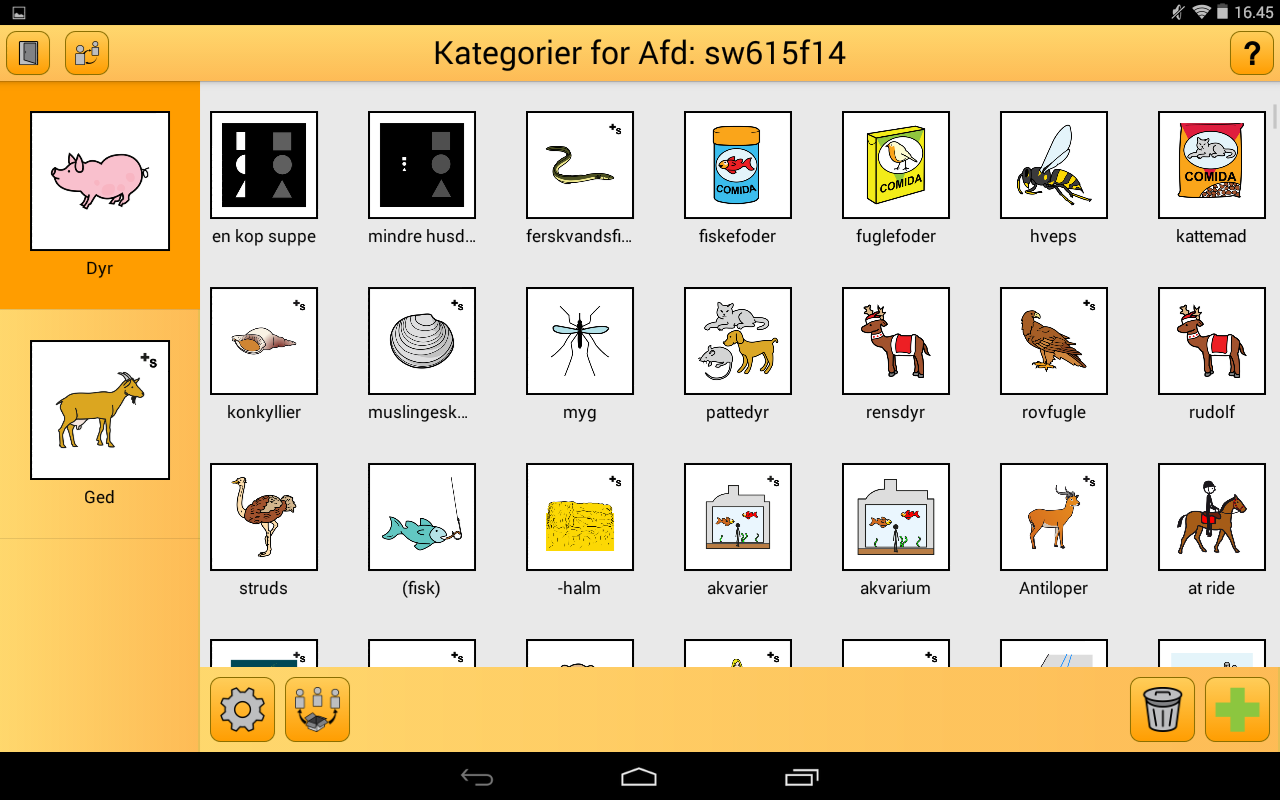 16.45
Kategorier for Afd: sw615f14
?
Dyr
+s
Ged
en kop suppe
mindre husd...
+s
ferskvandsfi...
COMIDA
fiskefoder
COMIDA
fuglefoder
hveps
COMIDA
kattemad
+s
konkyllier
+s
muslingesk...
myg
pattedyr
rensdyr
+s
rovfugle
rudolf
struds
(fisk)
+s
-halm
+s
akvarier
akvarium
+s
Antiloper
at ride
+s
+s
+s
+s